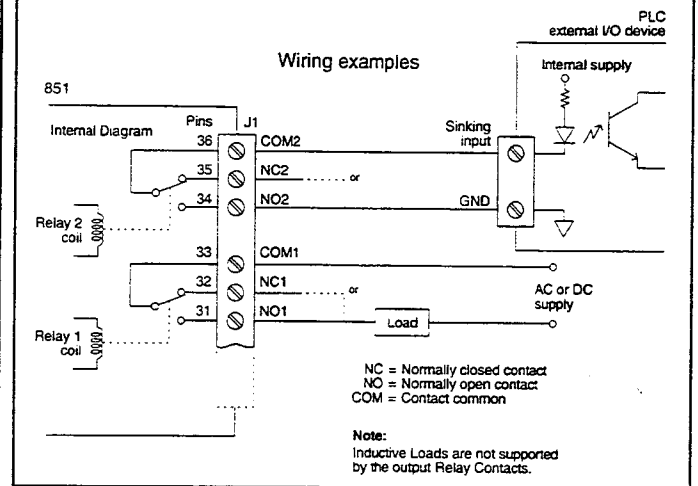 PLC
external I/O device
Wiring examples
Internal supply
851
Pins
J1
Internal Diagram
36
COM2
Sinking
input
35
NC2
or
34
NO2
GND
Relay 2
coil
33
COM1
32
NC1
or
AC or DC
supply
31
NO1
Load
Relay 1
coil
NC = Normally closed contact
NO = Normally open contact
COM = Contact common
Note:
Inductive Loads are not supported
by the output Relay Contacts.